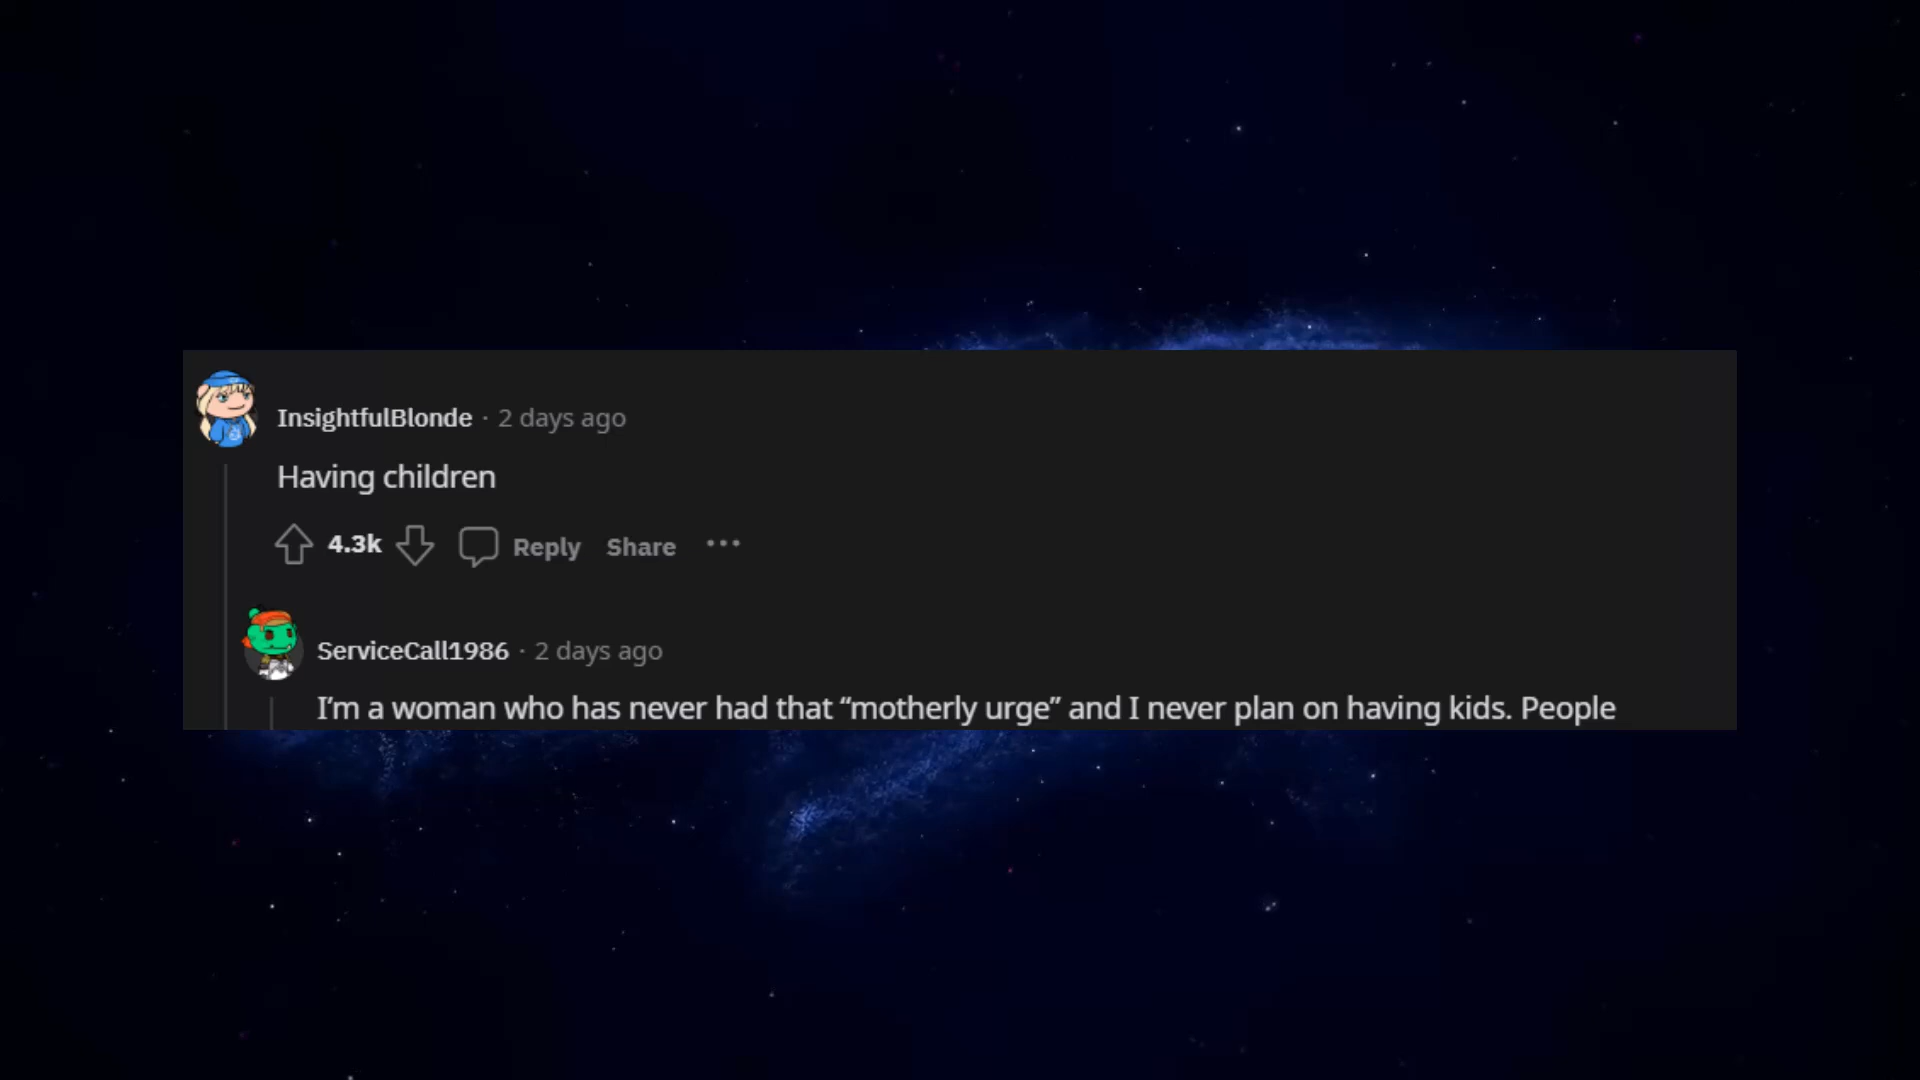 InsightfulBlonde · 2 days ago
Having children
4.3k Reply Share ···
ServiceCall1986 · 2 days ago
I’m a woman who has never had that “motherly urge” and I never plan on having kids. People